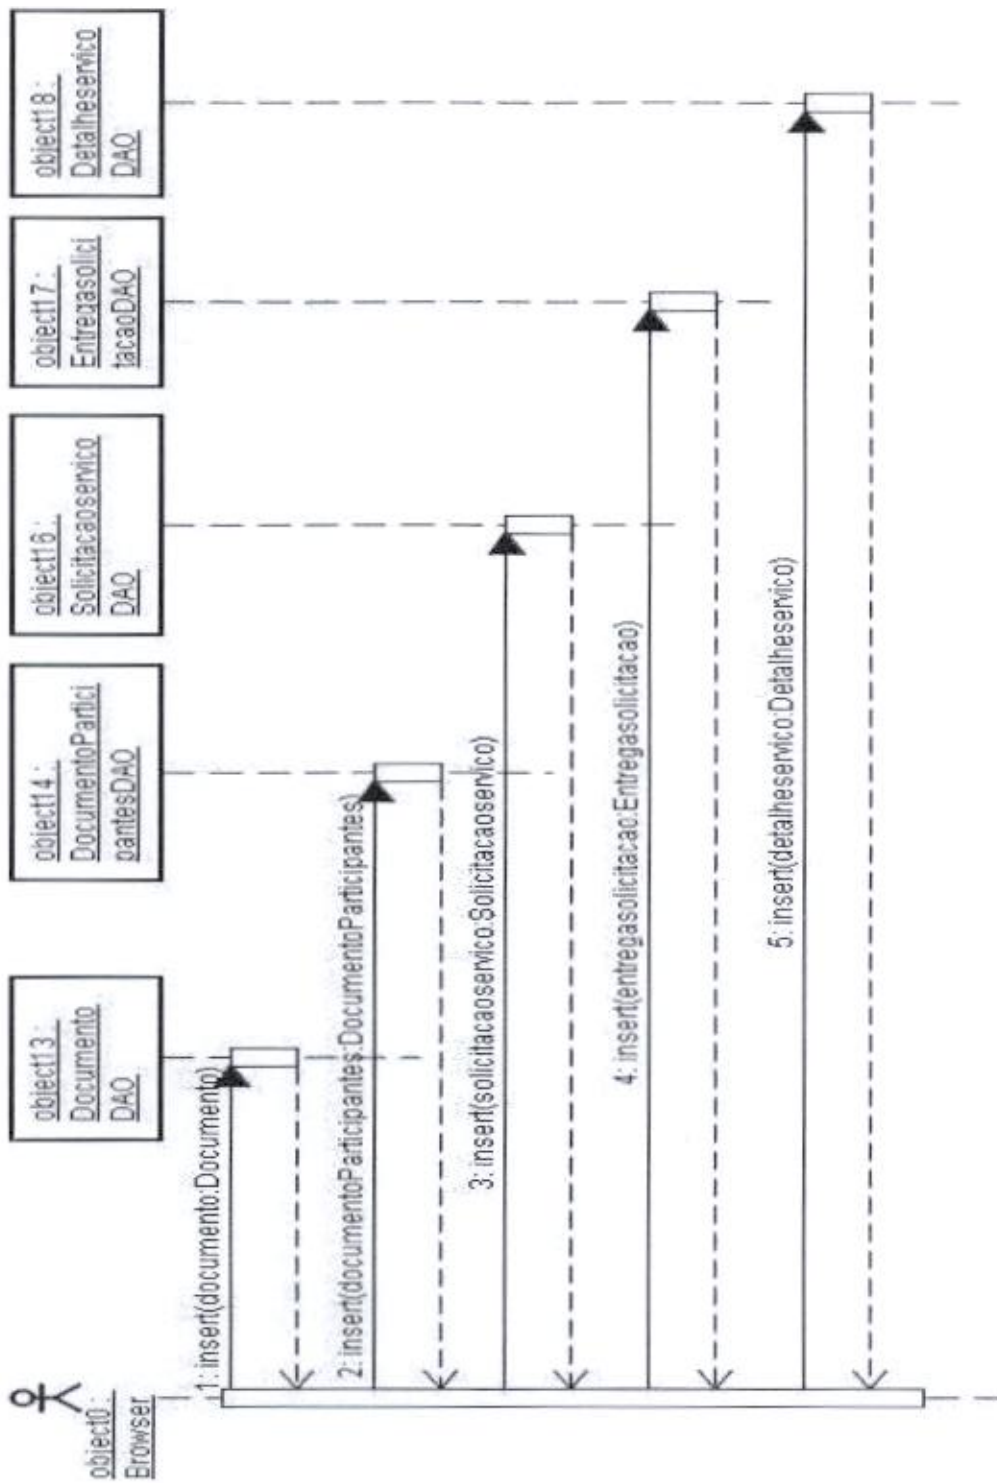 object0 :
Browser
object13 :
Documento
DAO
object14 :
DocumentoPartici
pantesDAO
object16 :
Solicitacaoservico
DAO
object17 :
Entregasolici
tacaoDAO
object18 :
Detalheservico
DAO
1: insert(documento:Documento)
2: insert(documentoParticipantes:DocumentoParticipantes)
3: insert(solicitacaoservico:Solicitacaoservico)
4: insert(entregasolicitacao:Entregasolicitacao)
5: insert(detalheservico:Detalheservico)